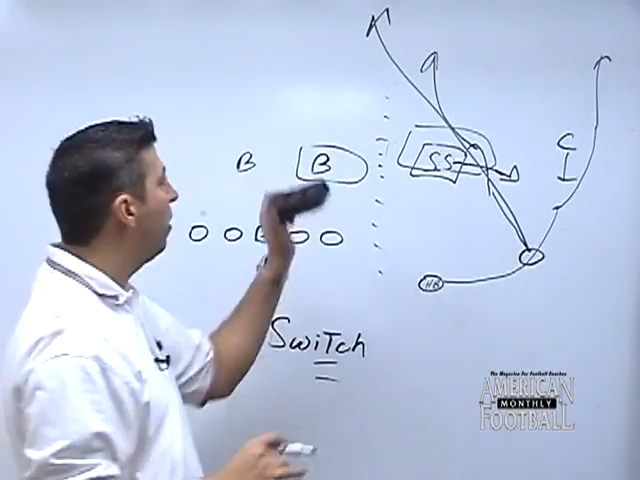 C
B
B
SS
I
HB
Switch
The Magazine For Football Coaches
AMERICAN
MONTHLY
FOOTBALL